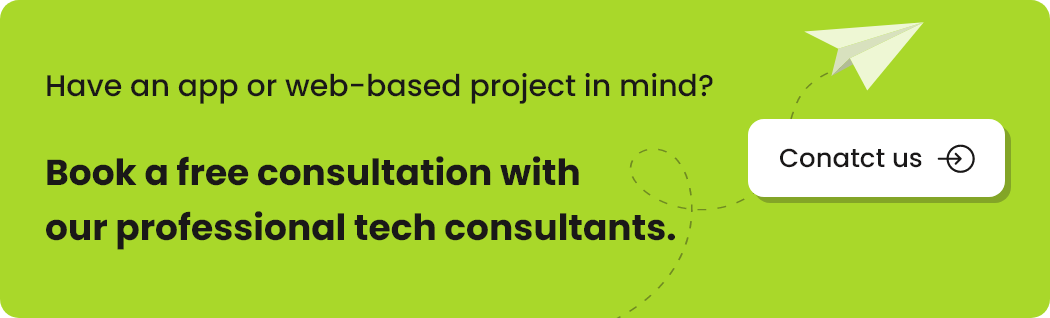 Have an app or web-based project in mind?
Book a free consultation with
our professional tech consultants.
Conatct us